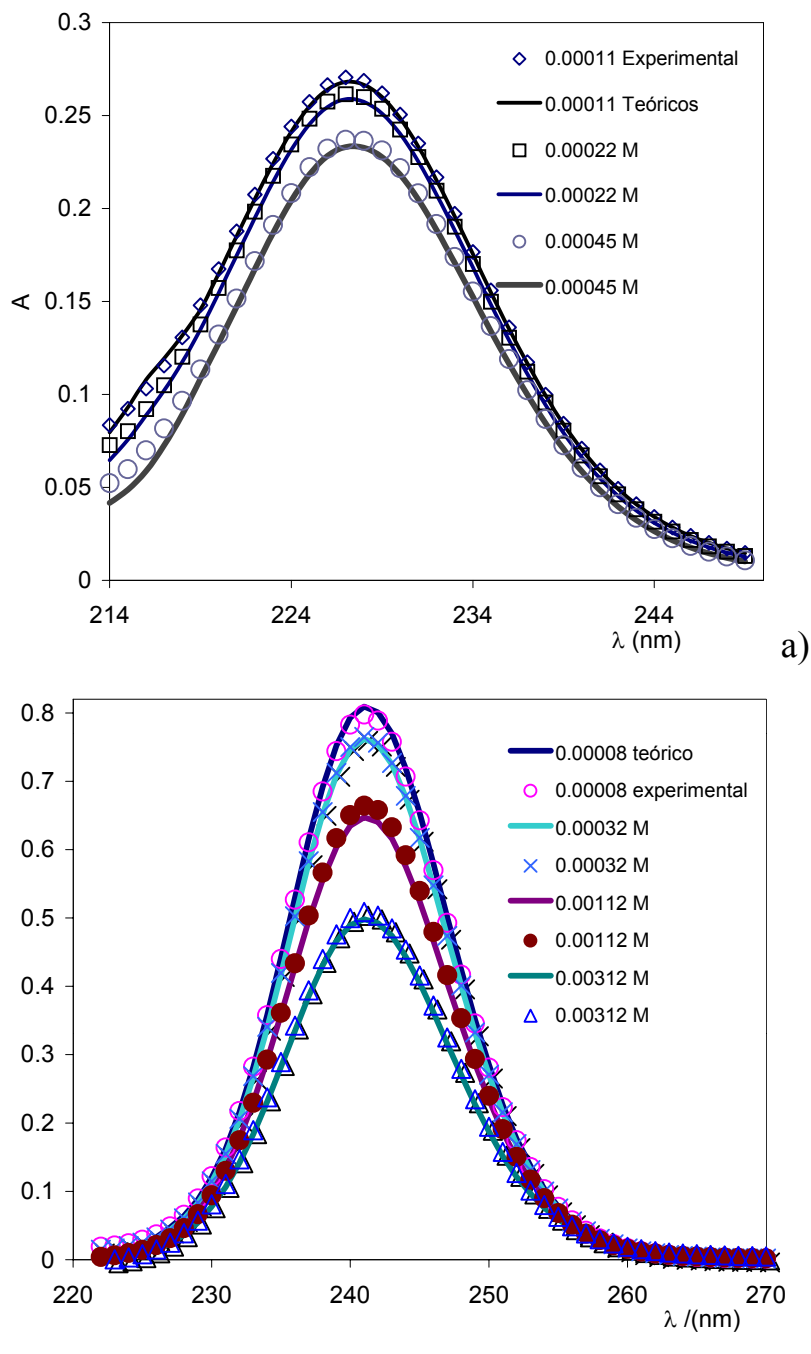 0.3
0.25
0.2
0.15
0.1
0.05
0
A
0.00011 Experimental
0.00011 Teóricos
0.00022 M
0.00022 M
0.00045 M
0.00045 M
214 224 234 244
λ (nm)
a)
0.8
0.7
0.6
0.5
0.4
0.3
0.2
0.1
0
0.00008 teórico
0.00008 experimental
0.00032 M
0.00032 M
0.00112 M
0.00112 M
0.00312 M
0.00312 M
220 230 240 250 260 270
λ /(nm)